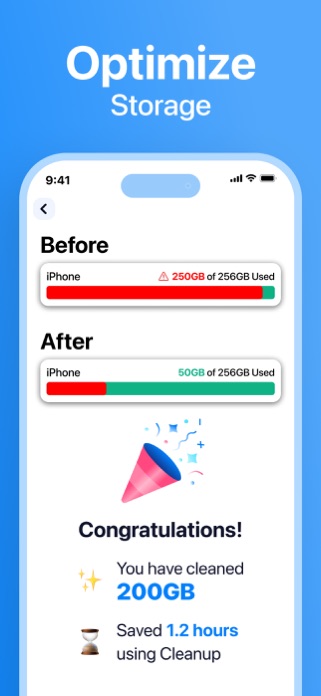 Optimize
Storage
9:41
Before
iPhone 250GB of 256GB Used
After
iPhone 50GB of 256GB Used
Congratulations!
You have cleaned
200GB
Saved 1.2 hours
using Cleanup